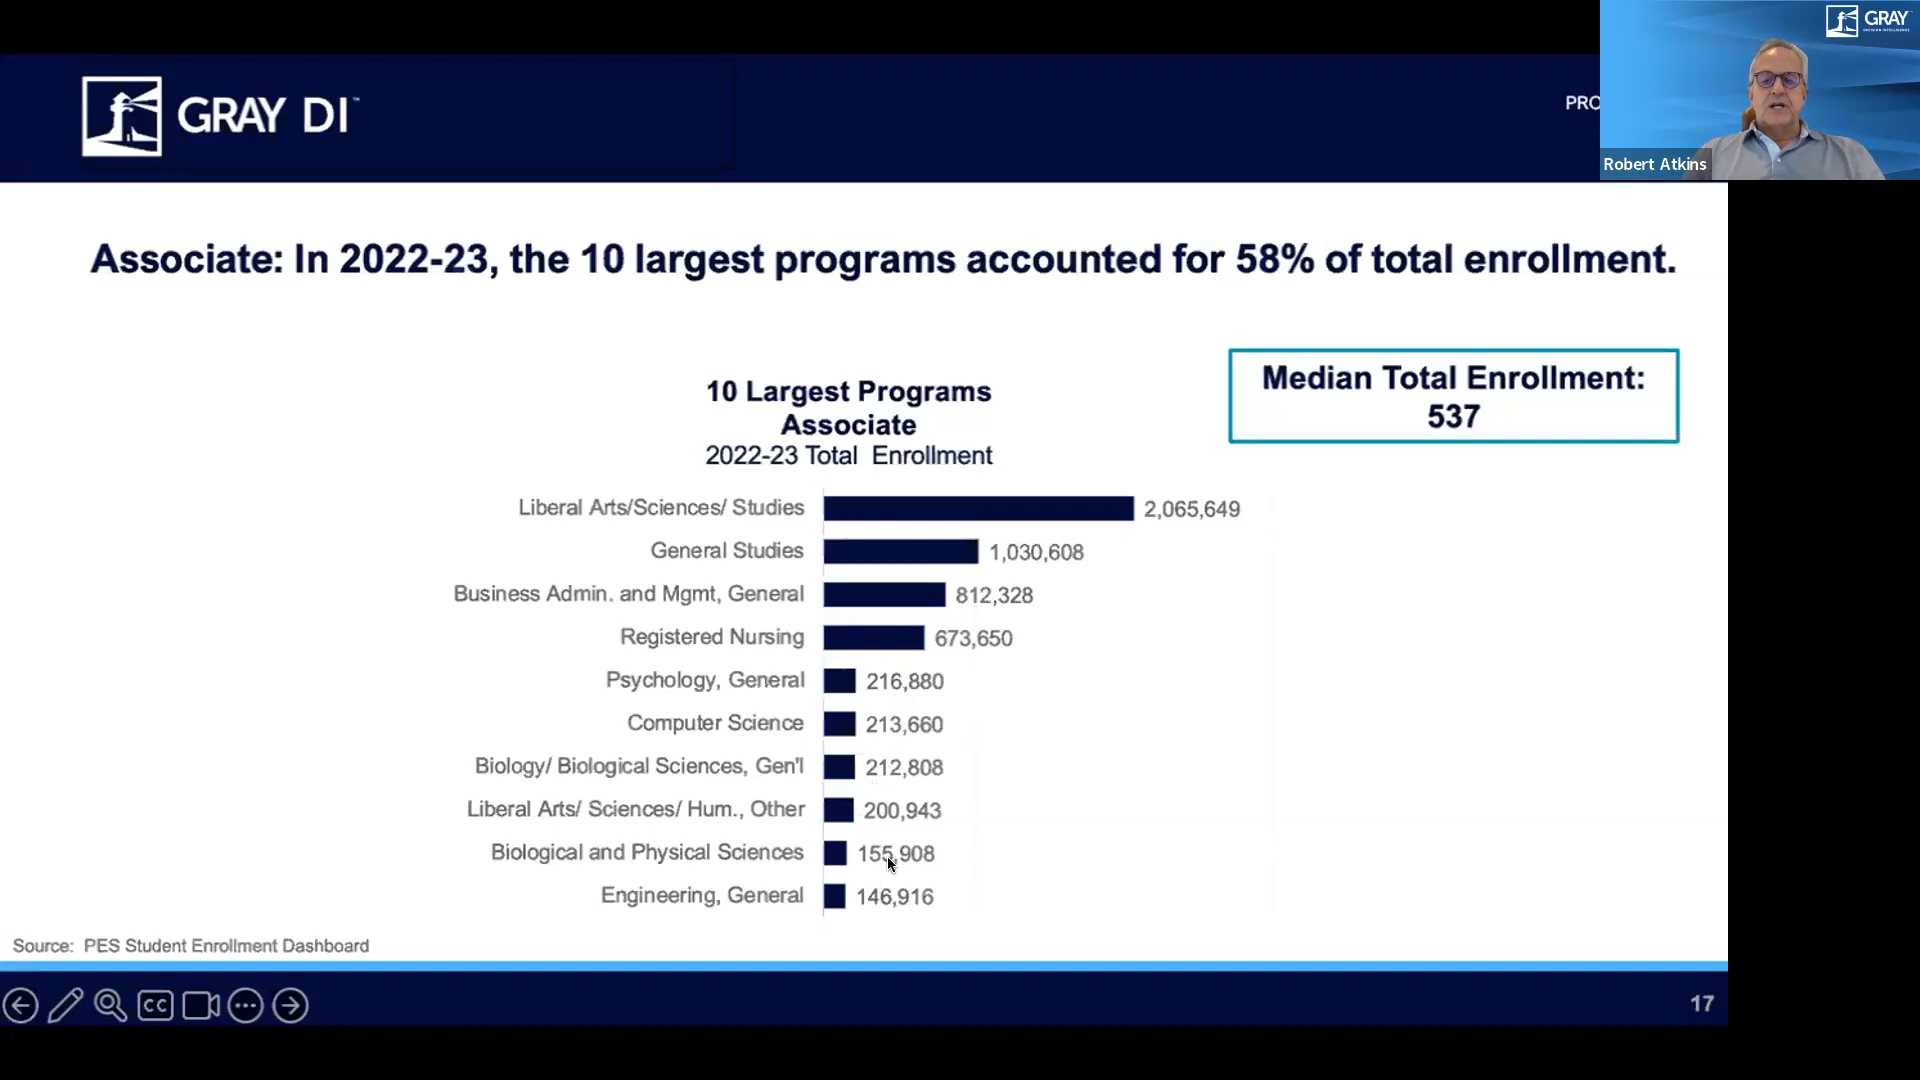 GRAY
GRAY DI™
PRO
Robert Atkins
Associate: In 2022-23, the 10 largest programs accounted for 58% of total enrollment.
Median Total Enrollment:
537
10 Largest Programs
Associate
2022-23 Total Enrollment
Liberal Arts/Sciences/ Studies 2,065,649
General Studies 1,030,608
Business Admin. and Mgmt, General 812,328
Registered Nursing 673,650
Psychology, General 216,880
Computer Science 213,660
Biology/ Biological Sciences, Gen'l 212,808
Liberal Arts/ Sciences/ Hum., Other 200,943
Biological and Physical Sciences 155,908
Engineering, General 146,916
Source: PES Student Enrollment Dashboard
CC
17